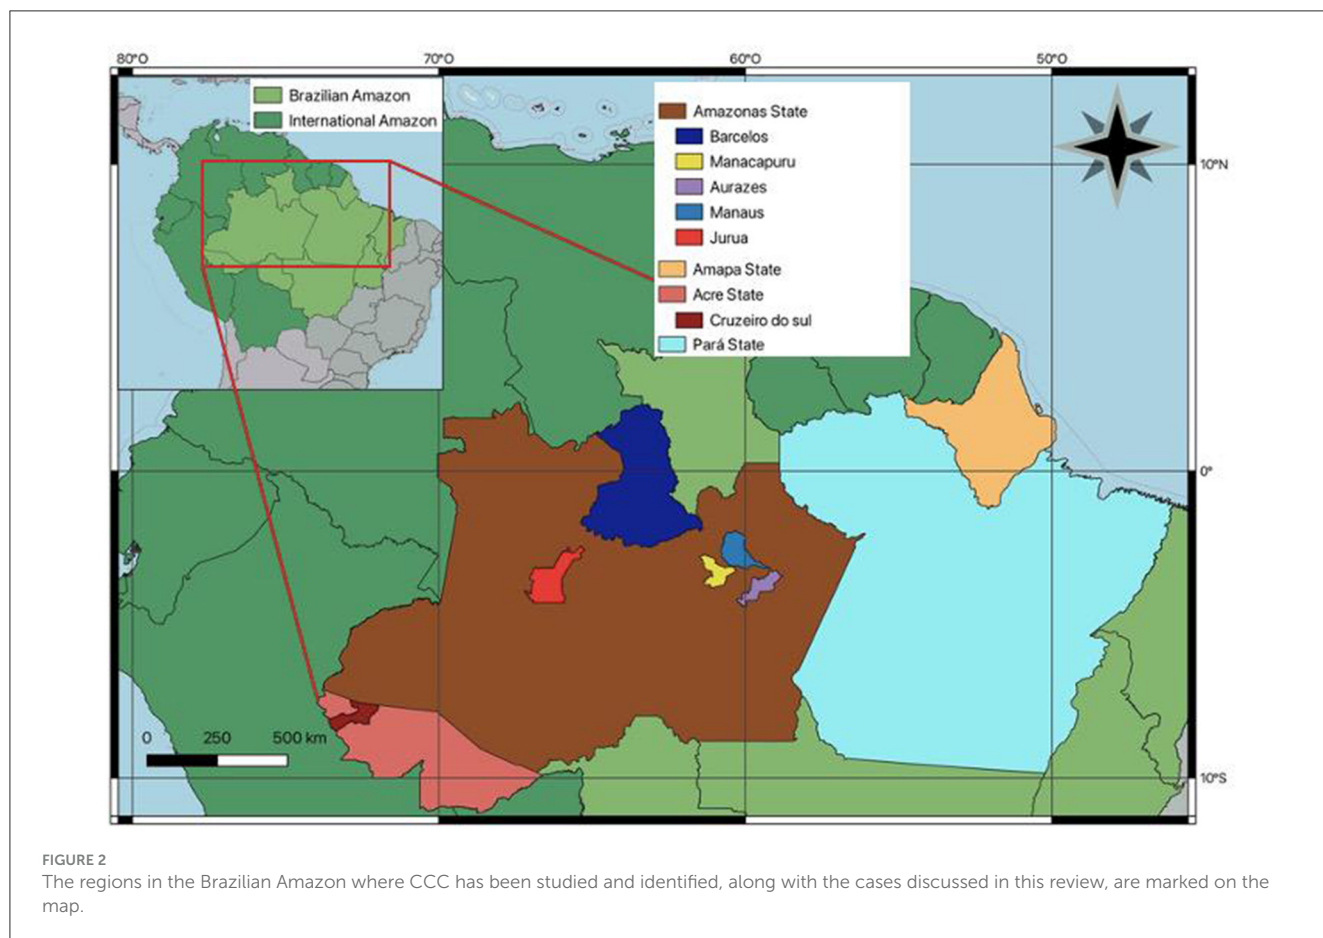 80°O 70°O 60°O 50°O
Brazilian Amazon
International Amazon
Amazonas State
Barcelos
Manacapuru
Aurazes
Manaus
Jurua
Amapa State
Acre State
Cruzeiro do sul
Pará State
10°N
0°
10°S
0 250 500 km
FIGURE 2
The regions in the Brazilian Amazon where CCC has been studied and identified, along with the cases discussed in this review, are marked on the
map.